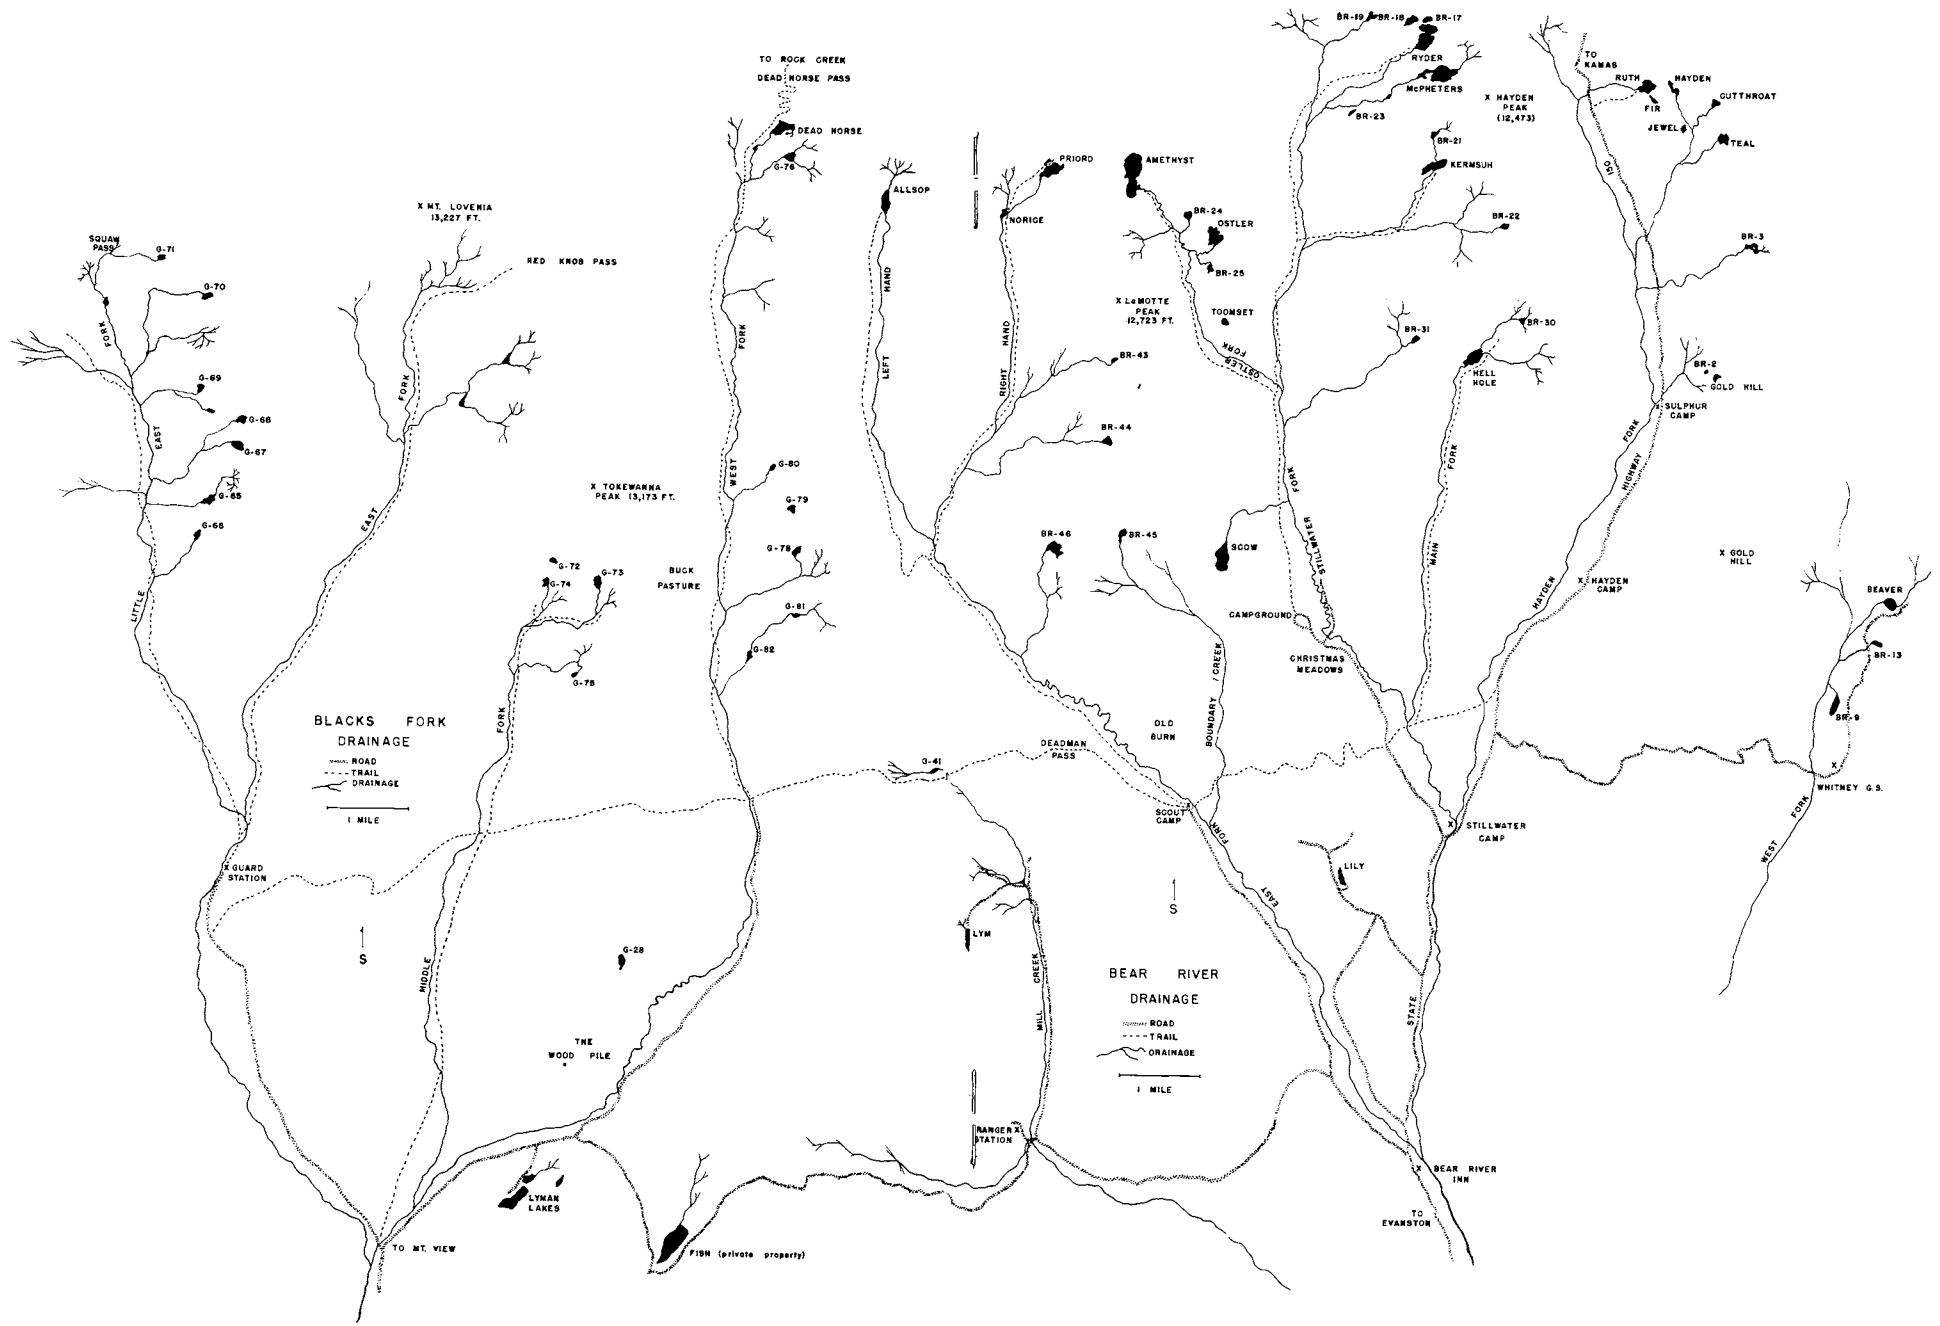 BR-19
BR-18
BR-17
RYDER
McPHETERS
BR-23
X HAYDEN
PEAK
(12,473)
TO
KAMAS
RUTH
HAYDEN
FIR
CUTTHROAT
JEWEL
TEAL
150
BR-21
KERMSUH
BR-22
BR-3
TO ROCK CREEK
DEAD HORSE PASS
DEAD HORSE
G-76
ALLSOP
PRIORD
NORICE
AMETHYST
BR-24
OSTLER
BR-25
X MT. LOVENIA
13,227 FT.
SQUAW
PASS
G-71
RED KNOB PASS
G-70
FORK
G-69
G-66
G-67
EAST
G-65
G-68
LITTLE
FORK
EAST
FORK
WEST
LEFT
HAND
RIGHT
HAND
X LaMOTTE
PEAK
12,723 FT.
TOOMSET
OSTLER
FORK
BR-31
BR-30
HELL
HOLE
BR-2
GOLD HILL
SULPHUR
CAMP
BR-43
BR-44
X TOKEWANNA
PEAK 13,173 FT.
G-80
G-79
G-78
G-81
G-82
BUCK
PASTURE
G-72
G-74
G-73
G-75
FORK
BR-46
BR-45
SCOW
STILLWATER
FORK
MAIN
FORK
HAYDEN
FORK
HIGHWAY
X HAYDEN
CAMP
X GOLD
HILL
BEAVER
BR-13
BR-9
CAMPGROUND
CHRISTMAS
MEADOWS
BOUNDARY CREEK
OLD
BURN
DEADMAN
PASS
G-41
BLACKS FORK
DRAINAGE
ROAD
TRAIL
DRAINAGE
1 MILE
X GUARD
STATION
S
MIDDLE
G-28
THE
WOOD PILE
LYM
MILL
CREEK
SCOUT
CAMP
FORK
EAST
S
LILY
X STILLWATER
CAMP
X
WHITNEY G.S.
WEST
FORK
BEAR RIVER
DRAINAGE
ROAD
TRAIL
DRAINAGE
1 MILE
STATE
RANGER X
STATION
X BEAR RIVER
INN
TO
EVANSTON
LYMAN
LAKES
TO MT. VIEW
FISH (private property)